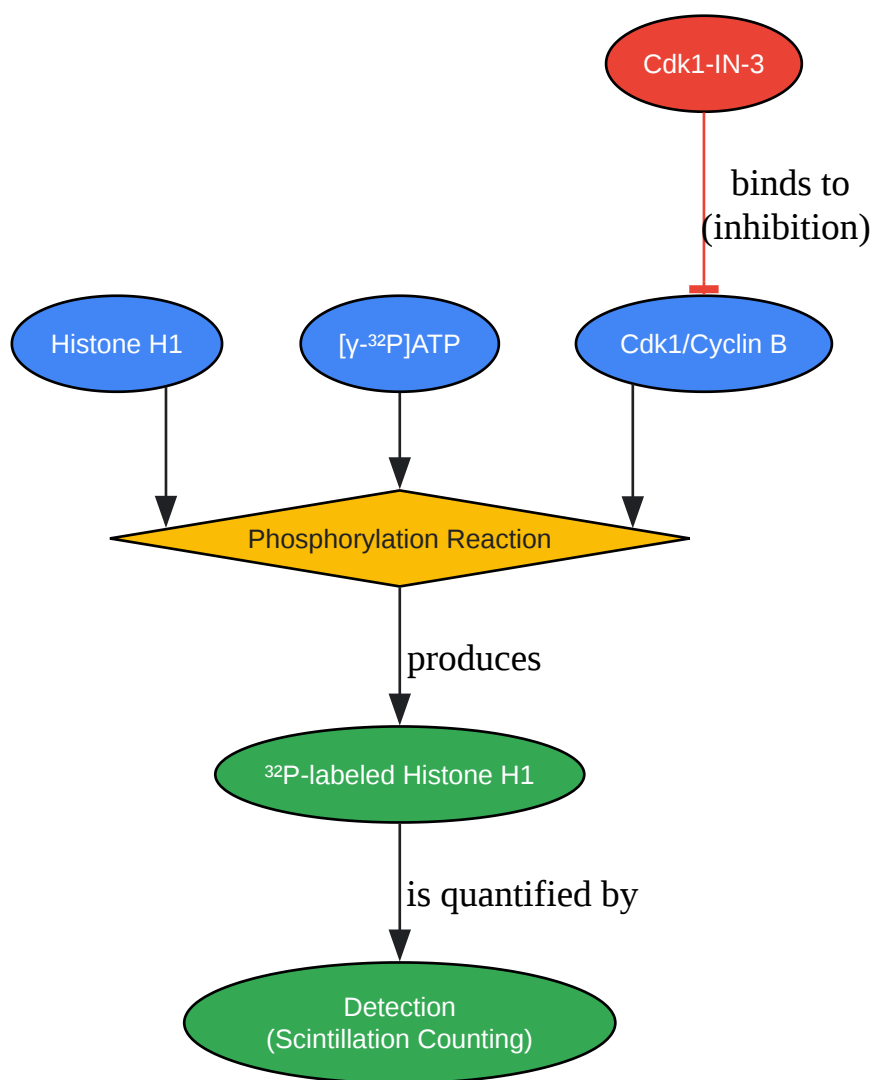 Cdk1-IN-3
binds to
(inhibition)
Histone H1
[γ-³²P]ATP
Cdk1/Cyclin B
Phosphorylation Reaction
produces
³²P-labeled Histone H1
is quantified by
Detection
(Scintillation Counting)